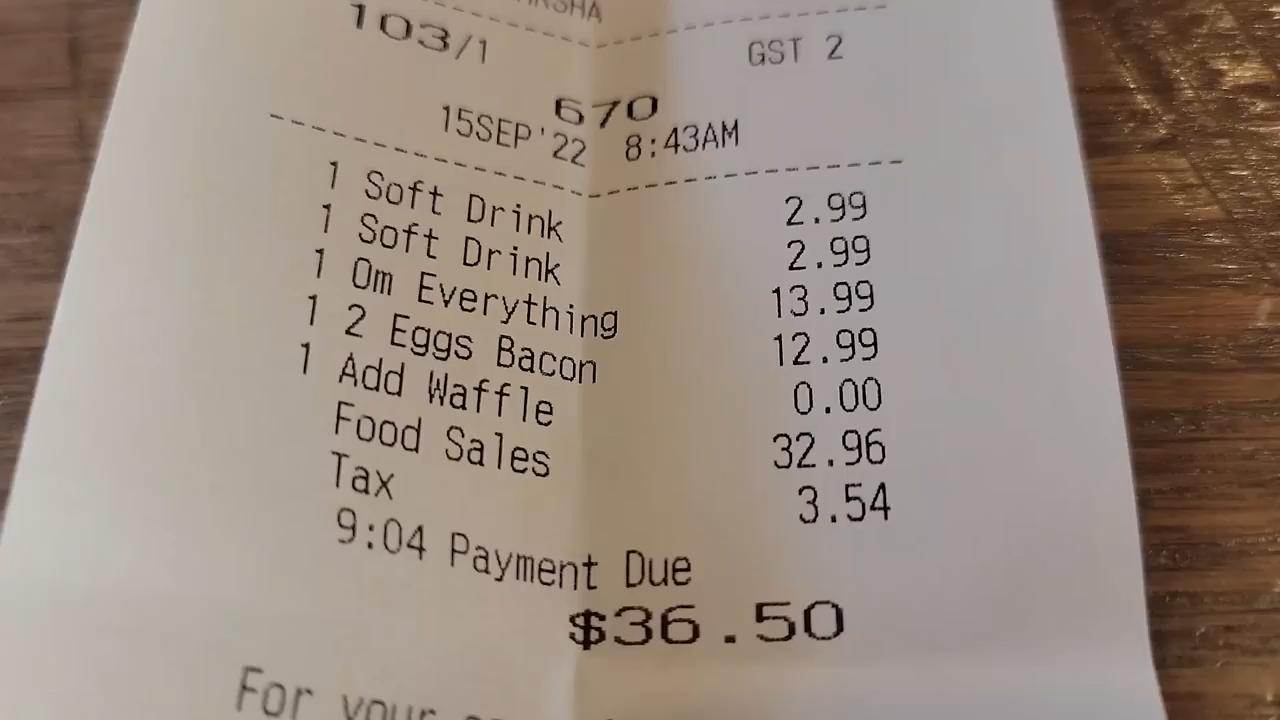 103/1 GST 2
670
15SEP'22 8:43AM
1 Soft Drink 2.99
1 Soft Drink 2.99
1 Om Everything 13.99
1 2 Eggs Bacon 12.99
1 Add Waffle 0.00
Food Sales 32.96
Tax 3.54
9:04 Payment Due
$36.50
For your